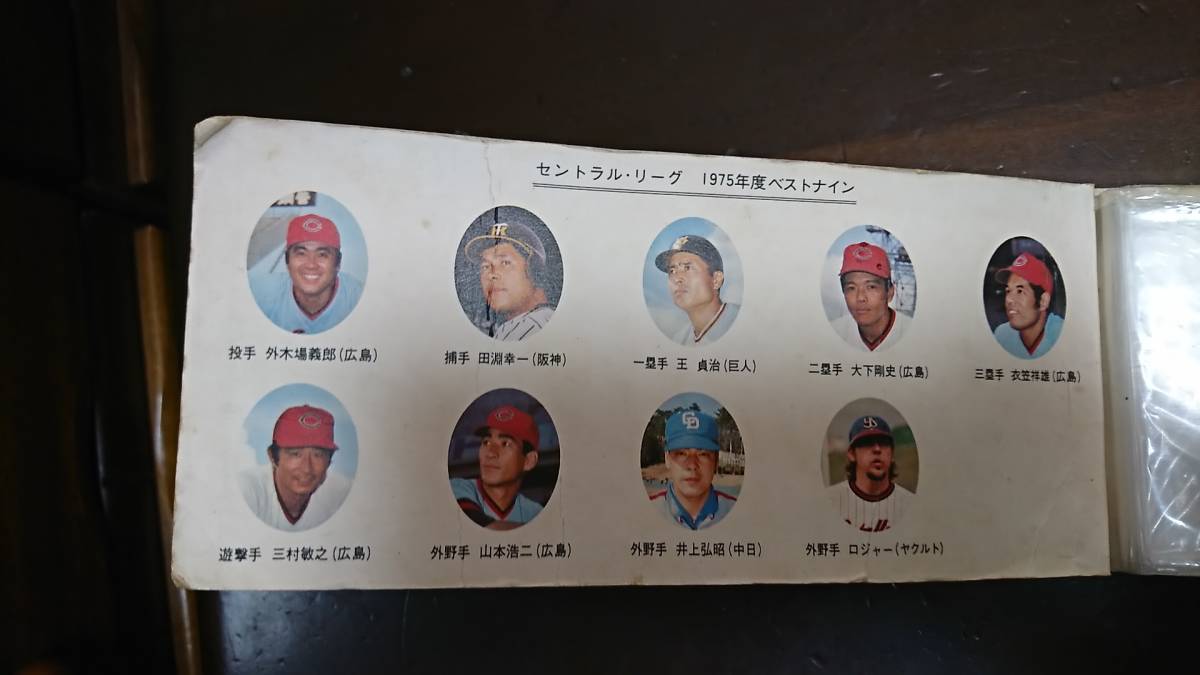 セントラル・リーグ 1975年度ベストナイン
投手 外木場義郎(広島)
捕手 田淵幸一(阪神)
一塁手 王 貞治(巨人)
二塁手 大下剛史(広島)
三塁手 衣笠祥雄(広島)
遊撃手 三村敏之(広島)
外野手 山本浩二(広島)
外野手 井上弘昭(中日)
外野手 ロジャー(ヤクルト)